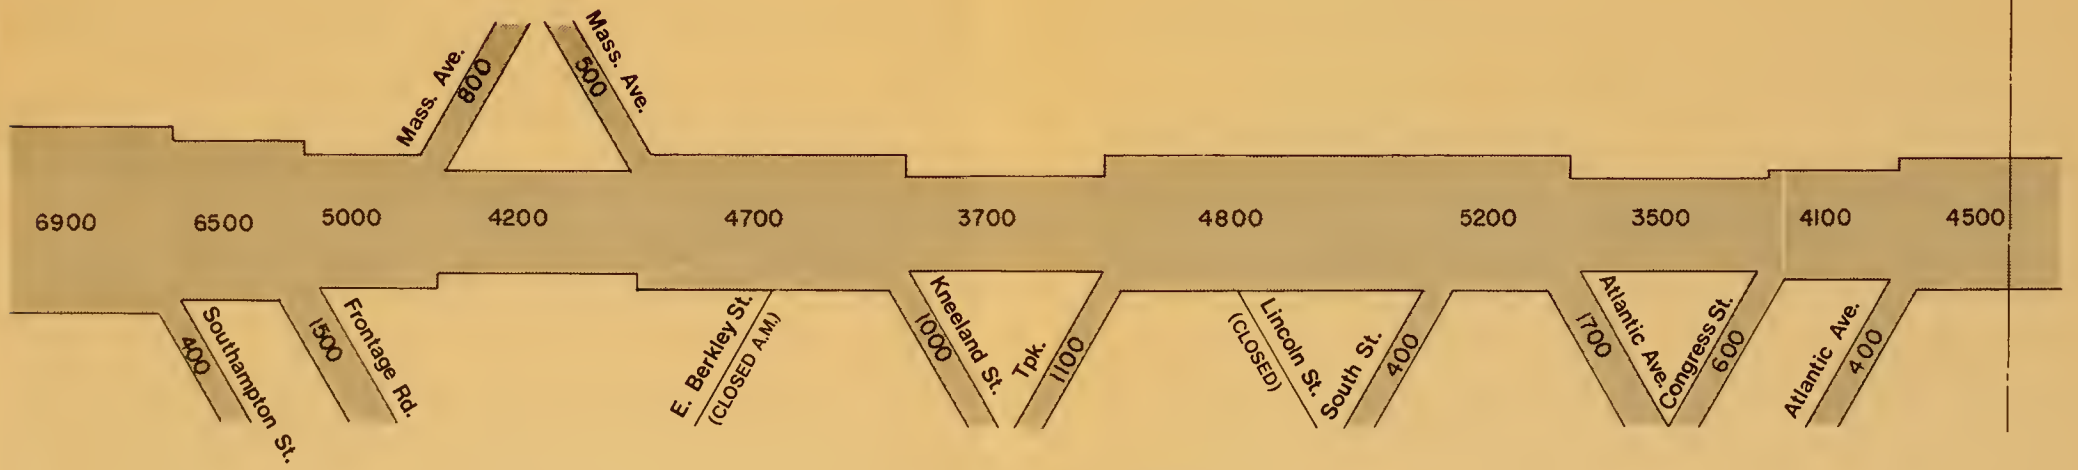 Mass. Ave.
800
Mass. Ave.
500
6900
6500
5000
4200
4700
3700
4800
5200
3500
4100
4500
Southampton St.
400
Frontage Rd.
1500
E. Berkley St.
(CLOSED A.M.)
Kneeland St.
1000
Tpk.
1100
Lincoln St.
(CLOSED)
South St.
400
Atlantic Ave.
1700
Congress St.
600
Atlantic Ave.
400